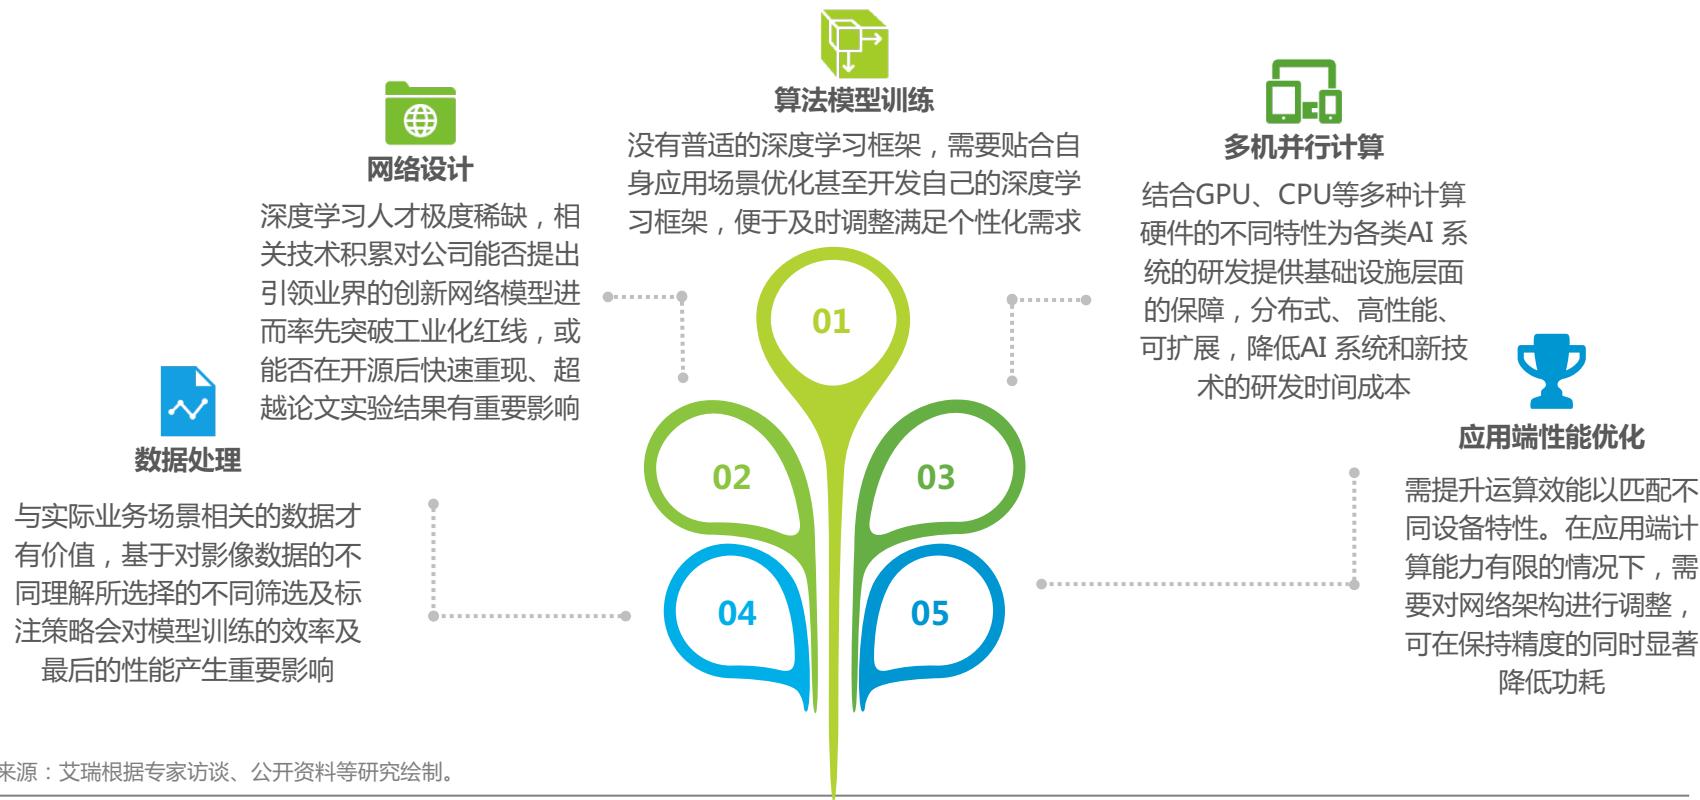 算法模型训练
没有普适的深度学习框架，需要贴合自
身应用场景优化甚至开发自己的深度学
习框架，便于及时调整满足个性化需求
网络设计
深度学习人才极度稀缺，相
关技术积累对公司能否提出
引领业界的创新网络模型进
而率先突破工业化红线，或
能否在开源后快速重现、超
越论文实验结果有重要影响
多机并行计算
结合GPU、CPU等多种计算
硬件的不同特性为各类AI 系
统的研发提供基础设施层面
的保障，分布式、高性能、
可扩展，降低AI 系统和新技
术的研发时间成本
数据处理
与实际业务场景相关的数据才
有价值，基于对影像数据的不
同理解所选择的不同筛选及标
注策略会对模型训练的效率及
最后的性能产生重要影响
应用端性能优化
需提升运算效能以匹配不
同设备特性。在应用端计
算能力有限的情况下，需
要对网络架构进行调整，
可在保持精度的同时显著
降低功耗
01
02
03
04
05
来源：艾瑞根据专家访谈、公开资料等研究绘制。